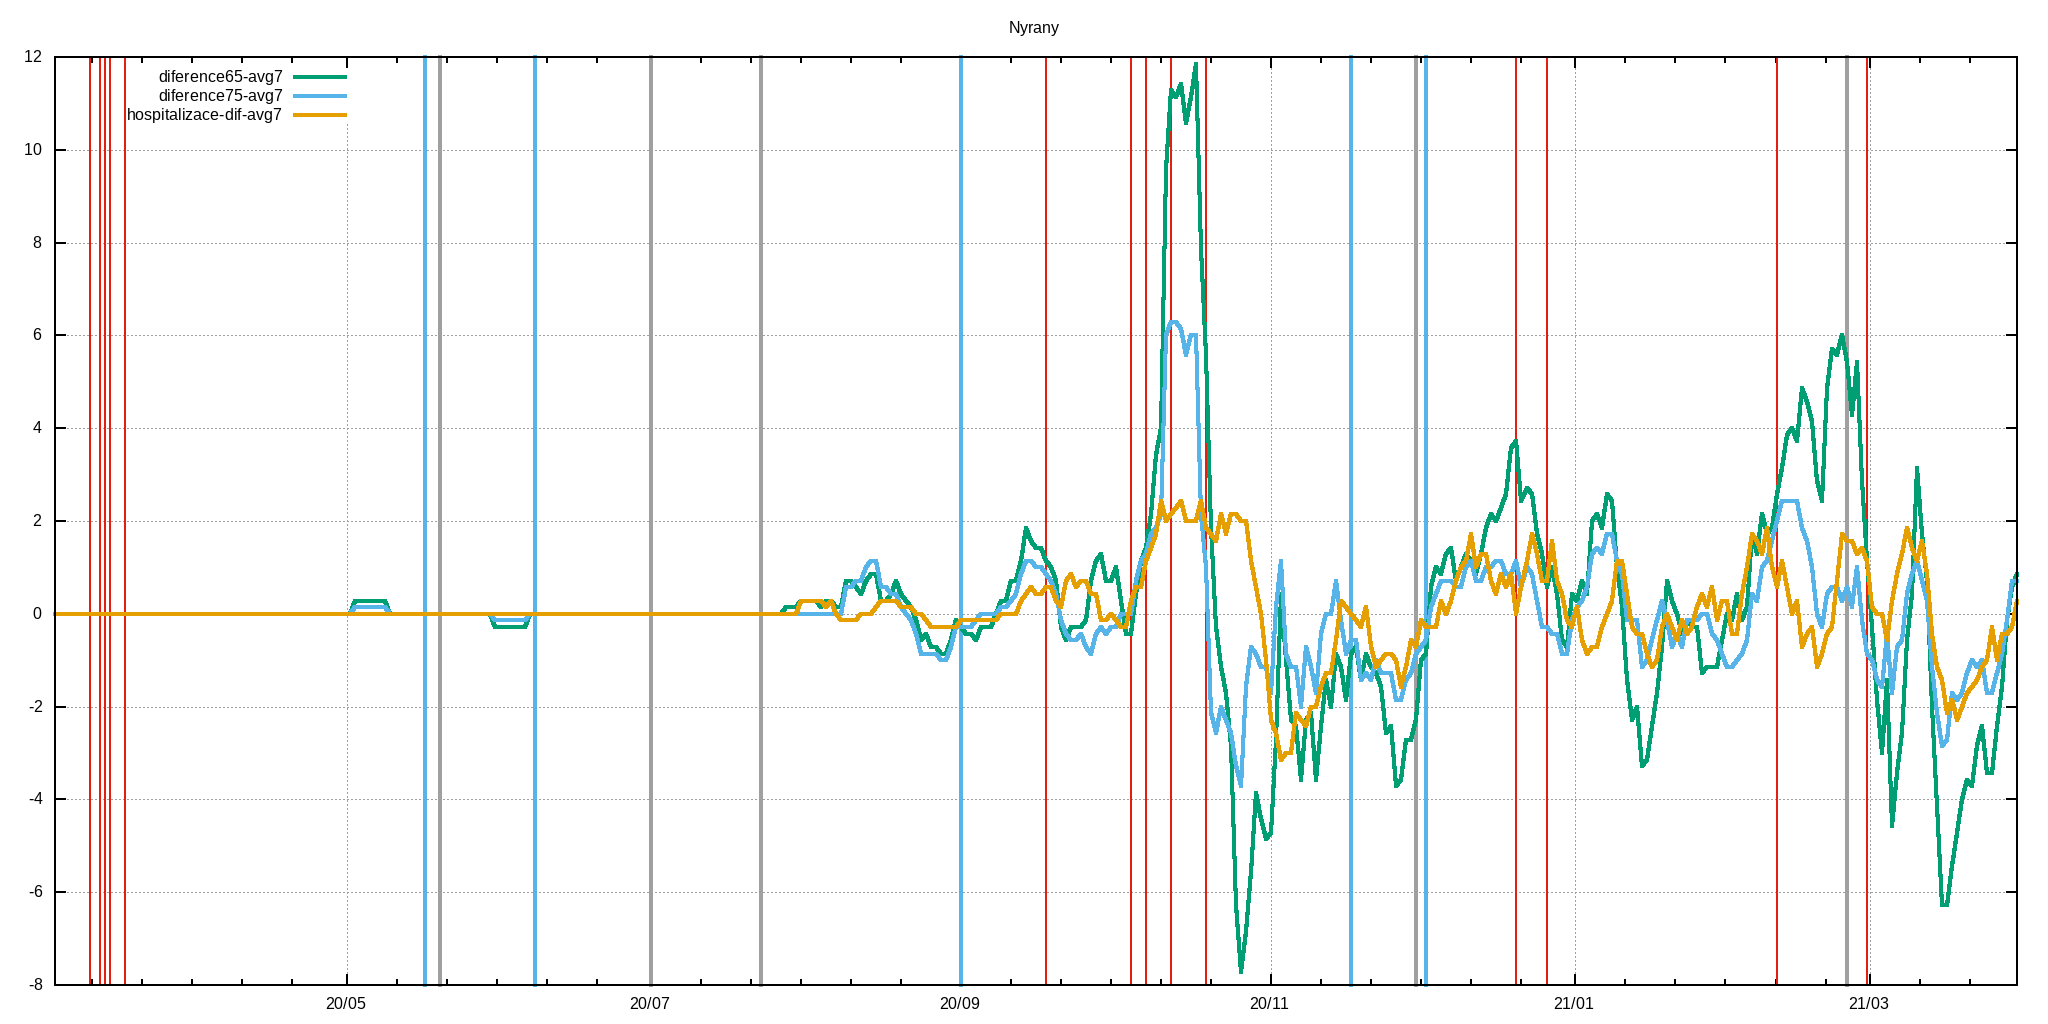 Nyrany
12
diference65-avg7
diference75-avg7
hospitalizace-dif-avg7
10
8
6
4
2
0
-2
-4
-6
-8
20/05 20/07 20/09 20/11 21/01 21/03